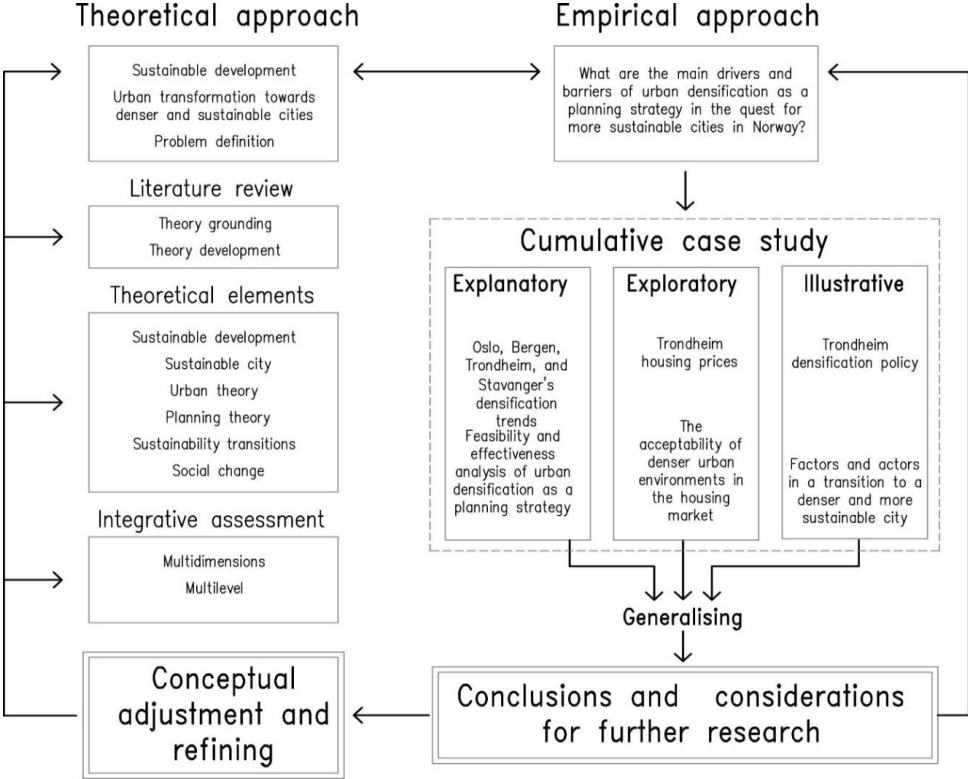 Theoretical approach
Sustainable development
Urban transformation towards
denser and sustainable cities
Problem definition
Literature review
Theory grounding
Theory development
Theoretical elements
Sustainable development
Sustainable city
Urban theory
Planning theory
Sustainability transitions
Social change
Integrative assessment
Multidimensions
Multilevel
Conceptual
adjustment and
refining
Empirical approach
What are the main drivers and
barriers of urban densification as a
planning strategy in the quest for
more sustainable cities in Norway?
Cumulative case study
Explanatory
Oslo, Bergen,
Trondheim, and
Stavanger's
densification
trends
Feasibility and
effectiveness
analysis of urban
densification as a
planning strategy
Exploratory
Trondheim
housing prices
The
acceptability of
denser urban
environments in
the housing
market
Illustrative
Trondheim
densification policy
Factors and actors
in a transition to a
denser and more
sustainable city
Generalising
Conclusions and considerations
for further research